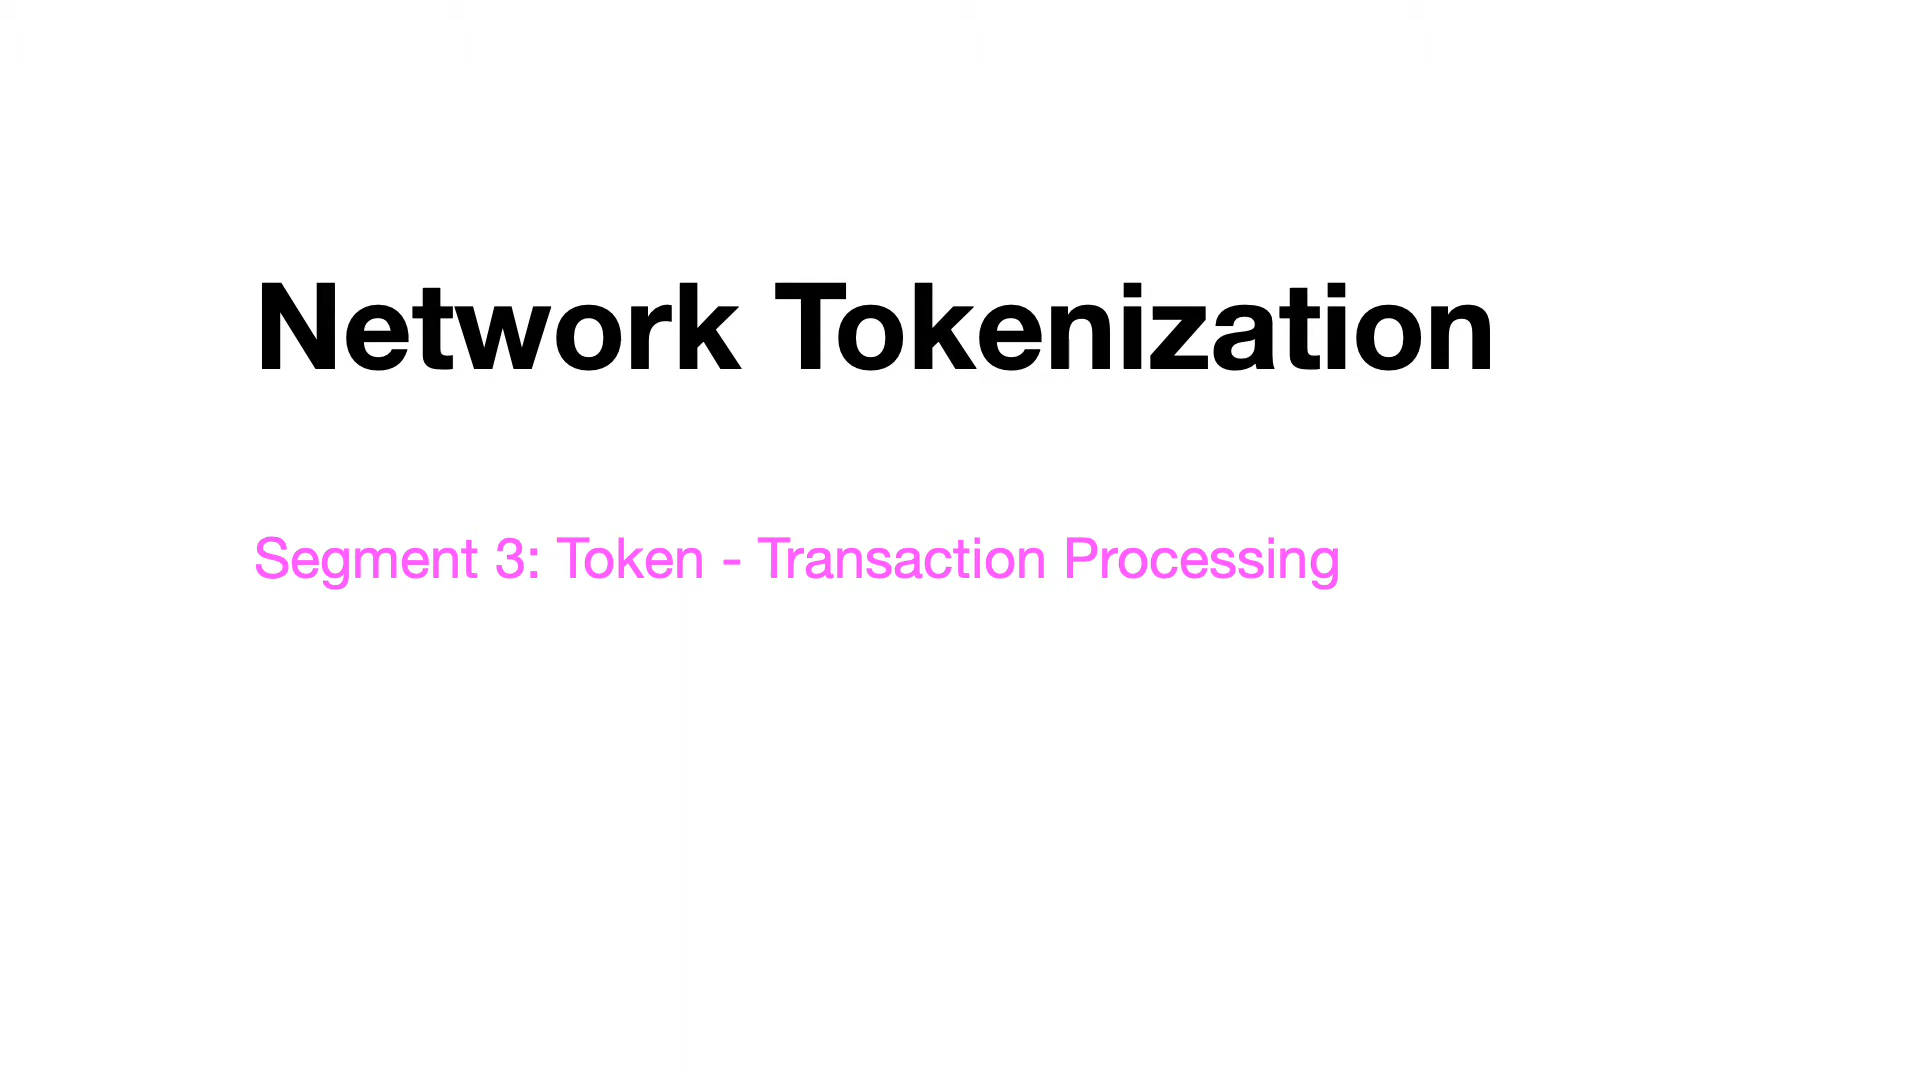 Network Tokenization
Segment 3: Token - Transaction Processing